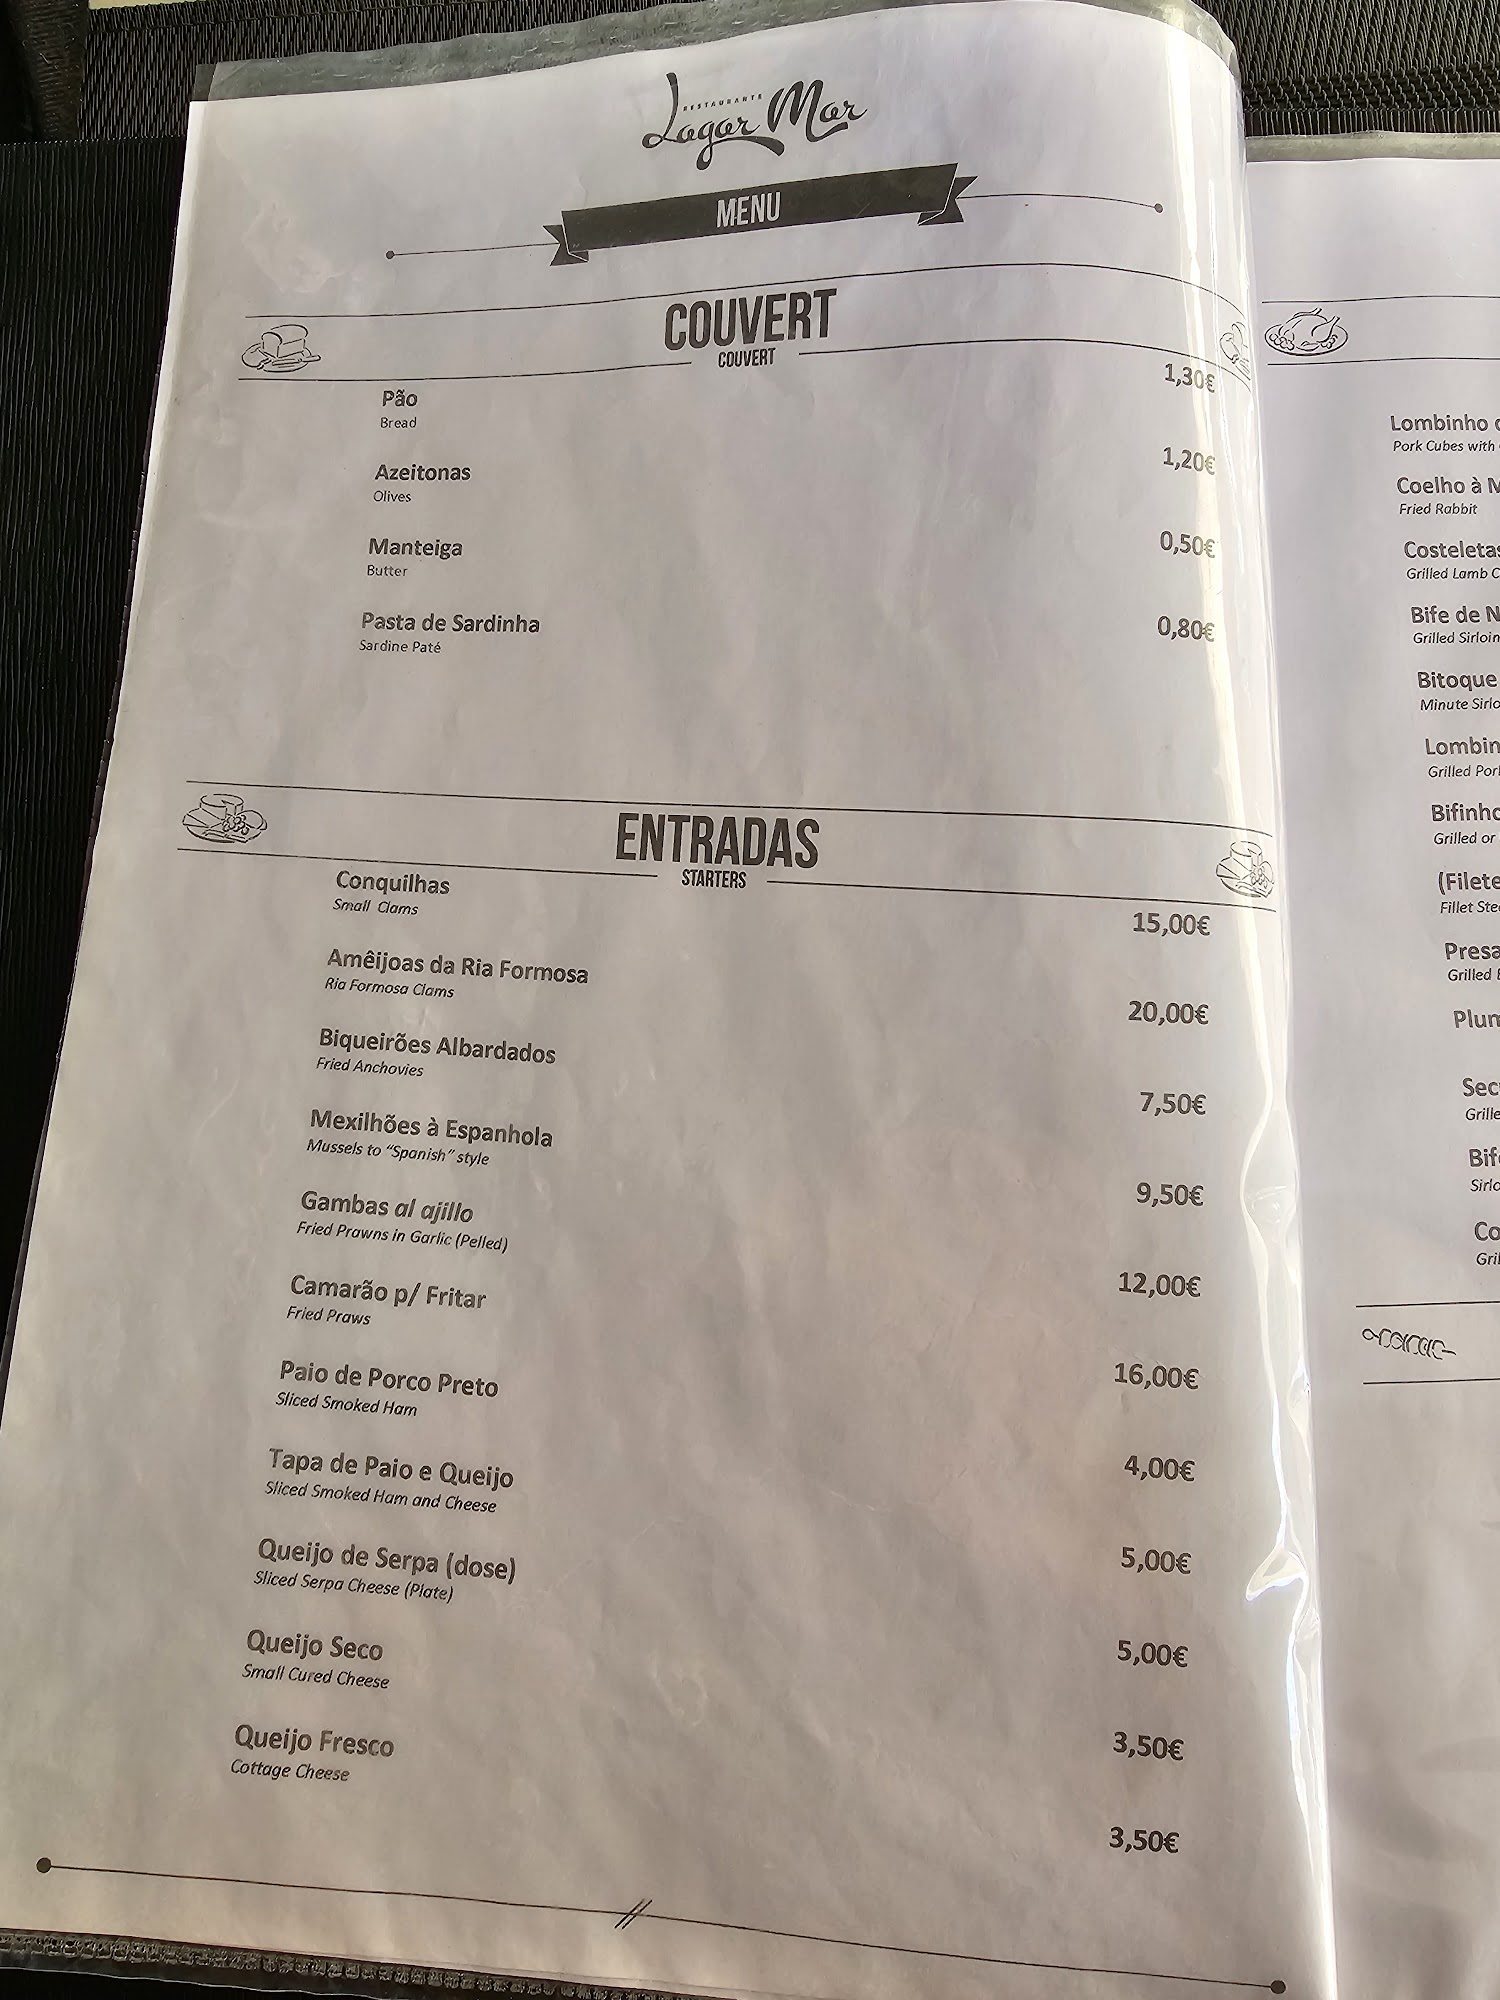 RESTAURANTE
Lagar Mar
MENU
COUVERT
COUVERT
Pão 1,30€
Bread
Azeitonas 1,20€
Olives
Manteiga 0,50€
Butter
Pasta de Sardinha 0,80€
Sardine Paté
ENTRADAS
STARTERS
Conquilhas 15,00€
Small Clams
Amêijoas da Ria Formosa 20,00€
Ria Formosa Clams
Biqueirões Albardados 7,50€
Fried Anchovies
Mexilhões à Espanhola 9,50€
Mussels to "Spanish" style
Gambas al ajillo 12,00€
Fried Prawns in Garlic (Pelled)
Camarão p/ Fritar 16,00€
Fried Praws
Paio de Porco Preto 4,00€
Sliced Smoked Ham
Tapa de Paio e Queijo 5,00€
Sliced Smoked Ham and Cheese
Queijo de Serpa (dose) 5,00€
Sliced Serpa Cheese (Plate)
Queijo Seco 3,50€
Small Cured Cheese
Queijo Fresco 3,50€
Cottage Cheese
Lombinho
Pork Cubes with
Coelho à
Fried Rabbit
Costeletas
Grilled Lamb
Bife de
Grilled Sirloin
Bitoque
Minute
Grilled
Grilled or
Fillet
Grilled